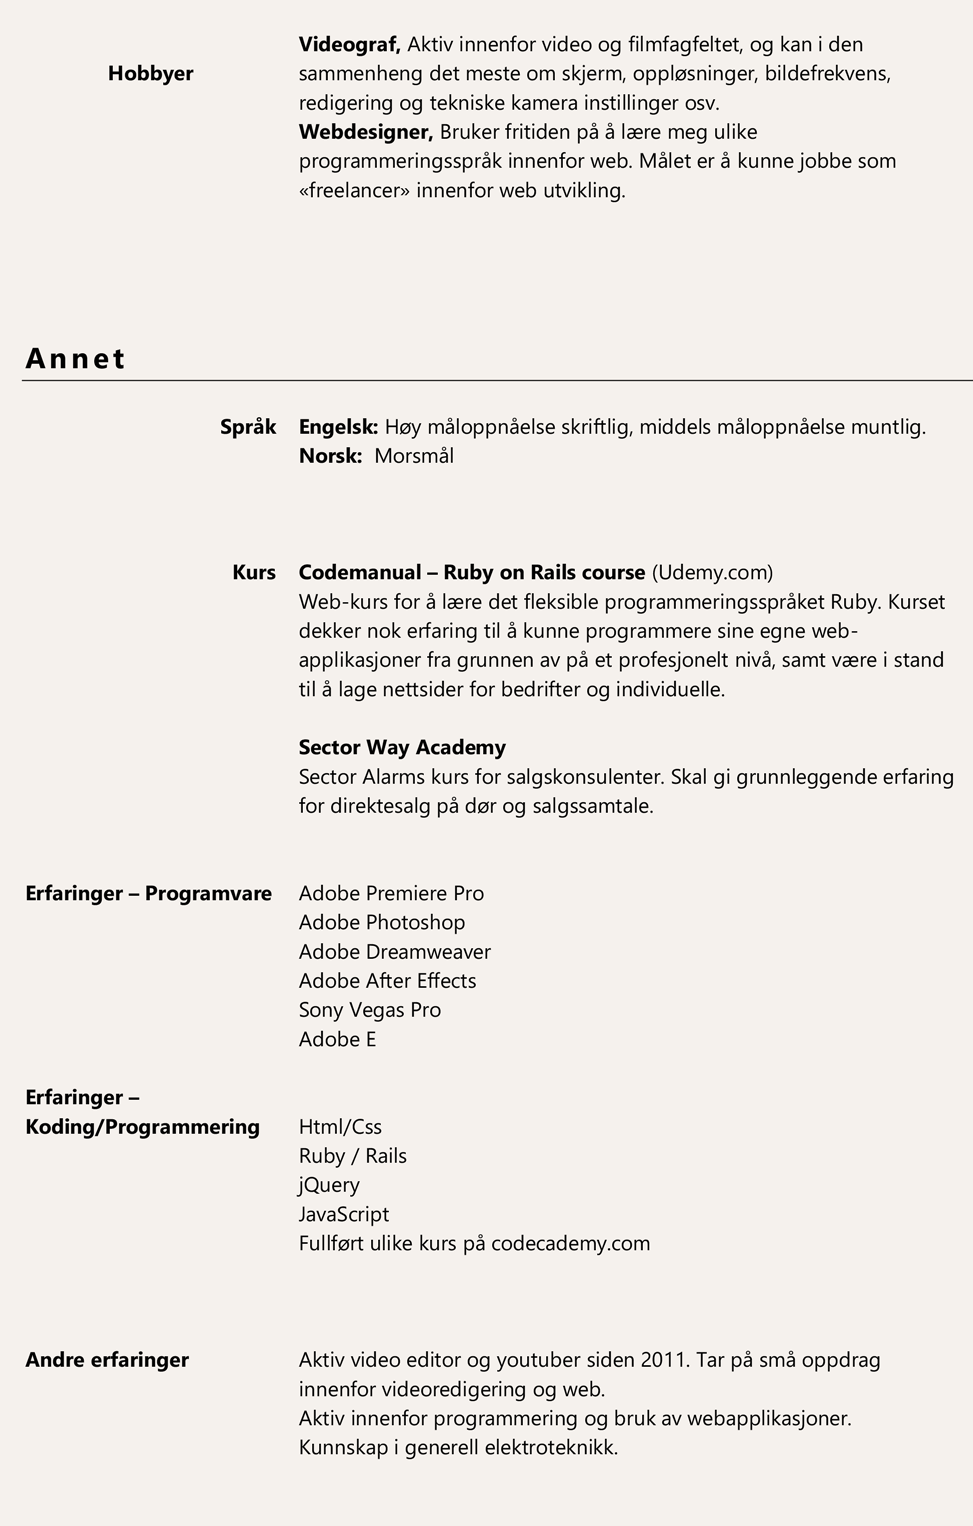 Videograf, Aktiv innenfor video og filmfagfeltet, og kan i den
Hobbyer sammenheng det meste om skjerm, oppløsninger, bildefrekvens,
redigering og tekniske kamera instillinger osv.
Webdesigner, Bruker fritiden på å lære meg ulike
programmeringsspråk innenfor web. Målet er å kunne jobbe som
«freelancer» innenfor web utvikling.
Annet
Språk Engelsk: Høy måloppnåelse skriftlig, middels måloppnåelse muntlig.
Norsk: Morsmål
Kurs Codemanual – Ruby on Rails course (Udemy.com)
Web-kurs for å lære det fleksible programmeringsspråket Ruby. Kurset
dekker nok erfaring til å kunne programmere sine egne web-
applikasjoner fra grunnen av på et profesjonelt nivå, samt være i stand
til å lage nettsider for bedrifter og individuelle.
Sector Way Academy
Sector Alarms kurs for salgskonsulenter. Skal gi grunnleggende erfaring
for direktesalg på dør og salgssamtale.
Erfaringer – Programvare Adobe Premiere Pro
Adobe Photoshop
Adobe Dreamweaver
Adobe After Effects
Sony Vegas Pro
Adobe E
Erfaringer –
Koding/Programmering Html/Css
Ruby / Rails
jQuery
JavaScript
Fullført ulike kurs på codecademy.com
Andre erfaringer Aktiv video editor og youtuber siden 2011. Tar på små oppdrag
innenfor videoredigering og web.
Aktiv innenfor programmering og bruk av webapplikasjoner.
Kunnskap i generell elektroteknikk.